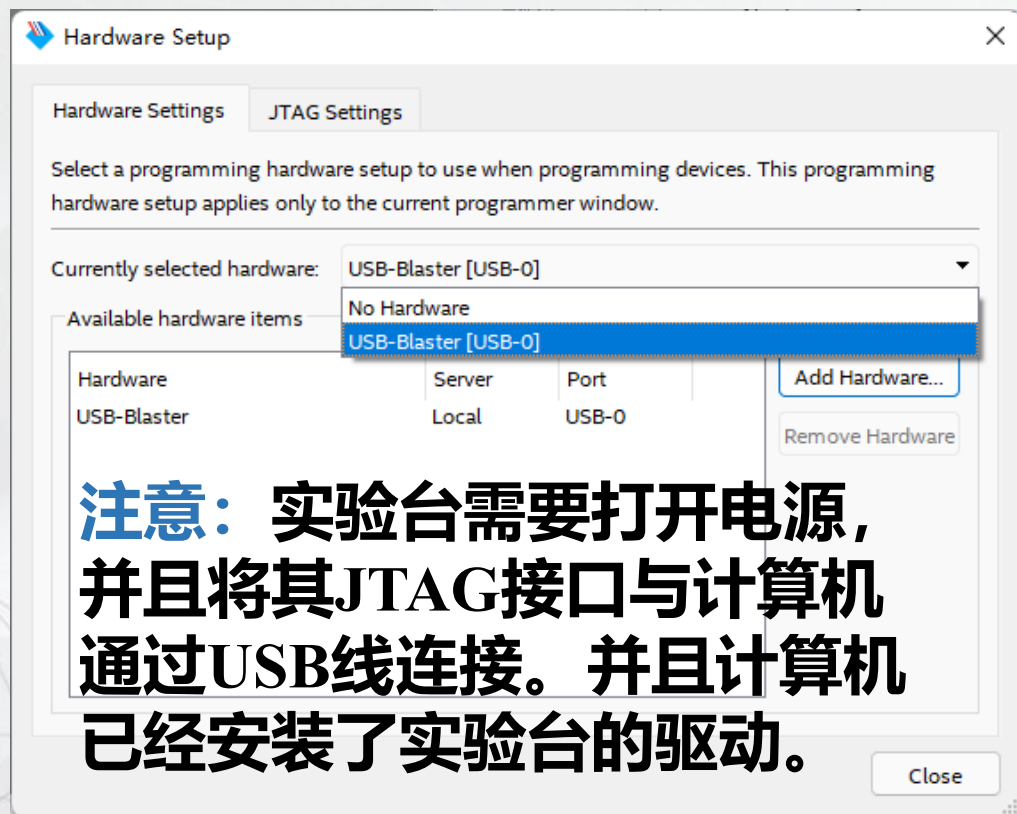 Hardware Setup
Hardware Settings
JTAG Settings
Select a programming hardware setup to use when programming devices. This programming
hardware setup applies only to the current programmer window.
Currently selected hardware:
USB-Blaster [USB-0]
No Hardware
USB-Blaster [USB-0]
Available hardware items
Hardware
Server
Port
USB-Blaster
Local
USB-0
Add Hardware...
Remove Hardware
注意：实验台需要打开电源，
并且将其JTAG接口与计算机
通过USB线连接。并且计算机
已经安装了实验台的驱动。
Close